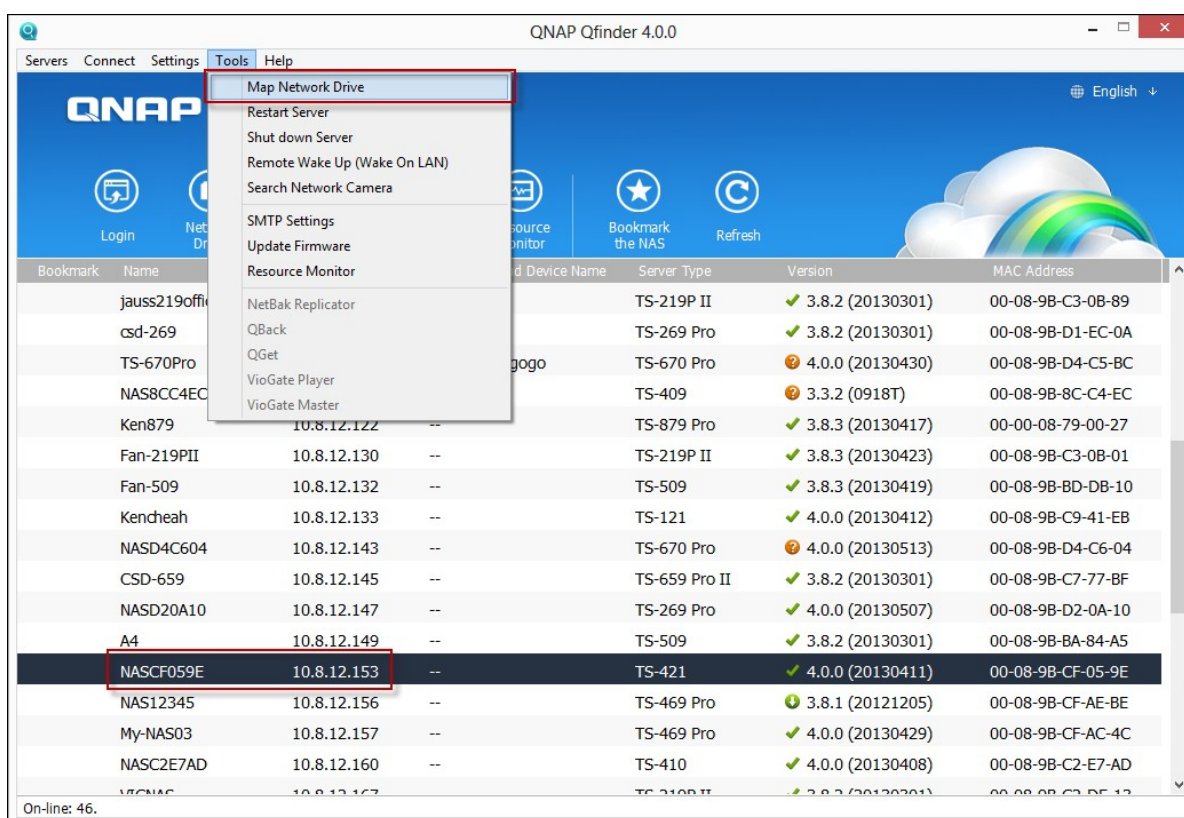 QNAP Qfinder 4.0.0
Servers Connect Settings Tools Help
QNAP
English
Map Network Drive
Restart Server
Shut down Server
Remote Wake Up (Wake On LAN)
Search Network Camera
SMTP Settings
Update Firmware
Resource Monitor
NetBak Replicator
QBack
QGet
VioGate Player
VioGate Master
Login
Bookmark the NAS
Refresh
Bookmark Name Device Name Server Type Version MAC Address
TS-219P II 3.8.2 (20130301) 00-08-9B-C3-0B-89
csd-269 TS-269 Pro 3.8.2 (20130301) 00-08-9B-D1-EC-0A
TS-670Pro TS-670 Pro 4.0.0 (20130430) 00-08-9B-D4-C5-BC
NAS8CC4EC TS-409 3.3.2 (0918T) 00-08-9B-8C-C4-EC
Ken879 10.8.12.122 -- TS-879 Pro 3.8.3 (20130417) 00-00-08-79-00-27
Fan-219PII 10.8.12.130 -- TS-219P II 3.8.3 (20130423) 00-08-9B-C3-0B-01
Fan-509 10.8.12.132 -- TS-509 3.8.3 (20130419) 00-08-9B-BD-DB-10
Kencheah 10.8.12.133 -- TS-121 4.0.0 (20130412) 00-08-9B-C9-41-EB
NASD4C604 10.8.12.143 -- TS-670 Pro 4.0.0 (20130513) 00-08-9B-D4-C6-04
CSD-659 10.8.12.145 -- TS-659 Pro II 3.8.2 (20130301) 00-08-9B-C7-77-BF
NASD20A10 10.8.12.147 -- TS-269 Pro 4.0.0 (20130507) 00-08-9B-D2-0A-10
A4 10.8.12.149 -- TS-509 3.8.2 (20130301) 00-08-9B-BA-84-A5
NASCF059E 10.8.12.153 -- TS-421 4.0.0 (20130411) 00-08-9B-CF-05-9E
NAS12345 10.8.12.156 -- TS-469 Pro 3.8.1 (20121205) 00-08-9B-CF-AE-BE
My-NAS03 10.8.12.157 -- TS-469 Pro 4.0.0 (20130429) 00-08-9B-CF-AC-4C
NASC2E7AD 10.8.12.160 -- TS-410 4.0.0 (20130408) 00-08-9B-C2-E7-AD
On-line: 46.